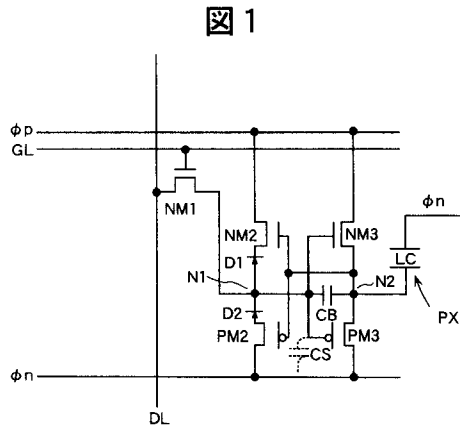 図1
φp
GL
φn
NM1
NM2
NM3
LC
D1
N1
N2
CB
PX
D2
PM2
CS
PM3
φn
DL